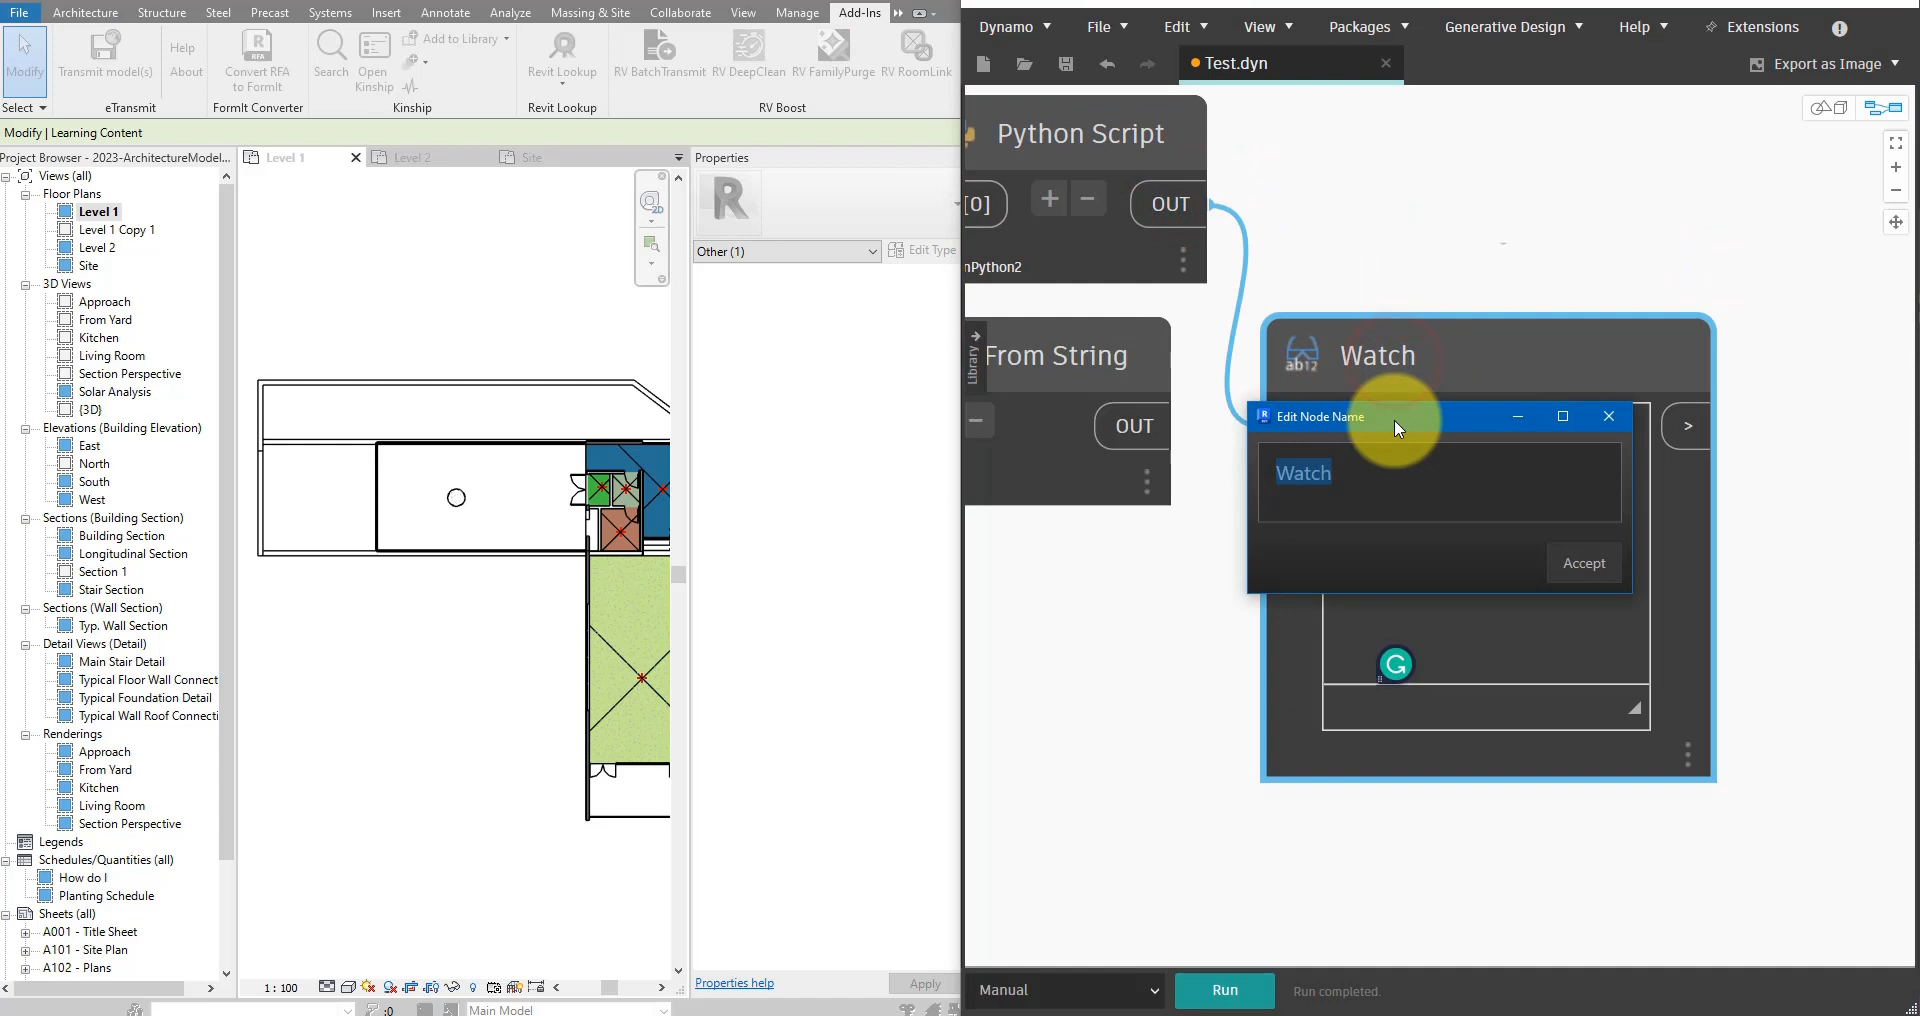 File Architecture Structure Steel Precast Systems Insert Annotate Analyze Massing & Site Collaborate View Manage Add-Ins
Modify
Transmit model(s)
Help
About
Convert RFA
to FormIt
Search
Open
Kinship
Add to Library
Revit Lookup
RV BatchTransmit
RV DeepClean
RV FamilyPurge
RV RoomLink
Select
eTransmit
FormIt Converter
Kinship
Revit Lookup
RV Boost
Modify | Learning Content
Project Browser - 2023-ArchitectureModel...
Views (all)
Floor Plans
Level 1
Level 1 Copy 1
Level 2
Site
3D Views
Approach
From Yard
Kitchen
Living Room
Section Perspective
Solar Analysis
{3D}
Elevations (Building Elevation)
East
North
South
West
Sections (Building Section)
Building Section
Longitudinal Section
Section 1
Stair Section
Sections (Wall Section)
Typ. Wall Section
Detail Views (Detail)
Main Stair Detail
Typical Floor Wall Connect
Typical Foundation Detail
Typical Wall Roof Connecti
Renderings
Approach
From Yard
Kitchen
Living Room
Section Perspective
Legends
Schedules/Quantities (all)
How do I
Planting Schedule
Sheets (all)
A001 - Title Sheet
A101 - Site Plan
A102 - Plans
Level 1
Level 2
Site
2D
1 : 100
:0
Main Model
Properties
R
Other (1)
Edit Type
Properties help
Apply
Dynamo File Edit View Packages Generative Design Help Extensions
Test.dyn
Export as Image
Python Script
[0] + − OUT
nPython2
Library
From String
− OUT
ab12
Watch
>
Edit Node Name
Watch
Accept
Manual
Run
Run completed.